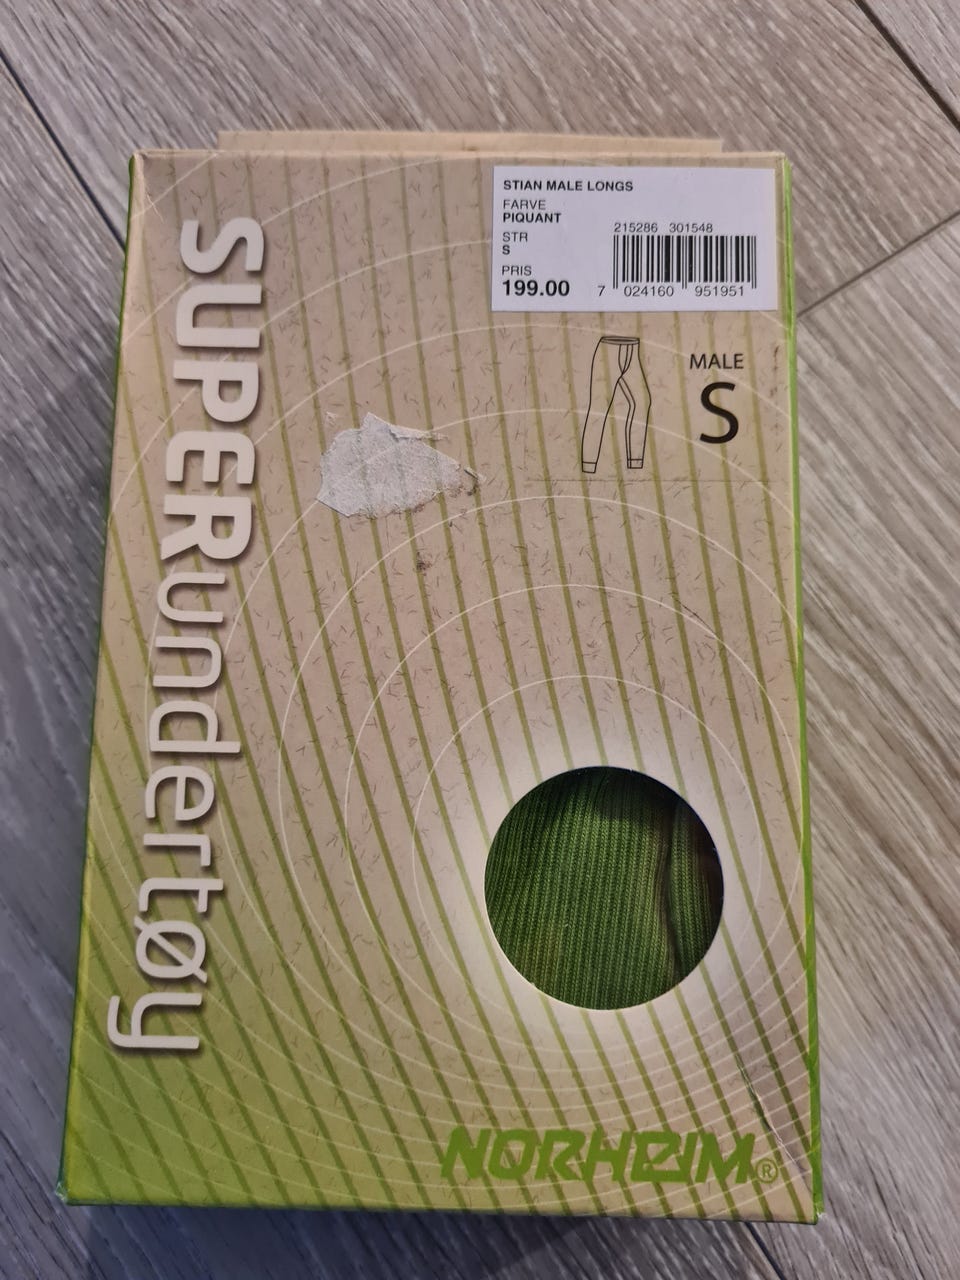 STIAN MALE LONGS
FARVE
PIQUANT
STR
S
PRIS
199.00
215286 301548
7 024160 951951
MALE
S
SUPERundertøy
NORHEIM®